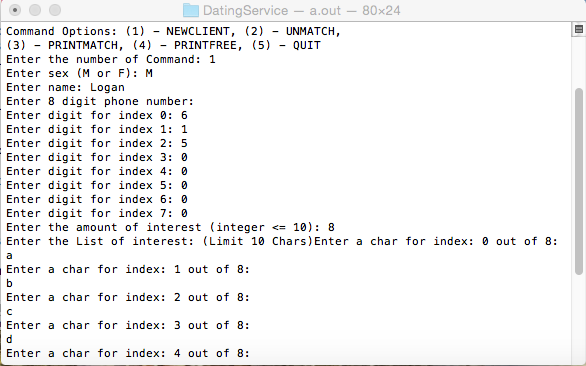 DatingService — a.out — 80×24
Command Options: (1) - NEWCLIENT, (2) - UNMATCH,
(3) - PRINTMATCH, (4) - PRINTFREE, (5) - QUIT
Enter the number of Command: 1
Enter sex (M or F): M
Enter name: Logan
Enter 8 digit phone number:
Enter digit for index 0: 6
Enter digit for index 1: 1
Enter digit for index 2: 5
Enter digit for index 3: 0
Enter digit for index 4: 0
Enter digit for index 5: 0
Enter digit for index 6: 0
Enter digit for index 7: 0
Enter the amount of interest (integer <= 10): 8
Enter the List of interest: (Limit 10 Chars)Enter a char for index: 0 out of 8:
a
Enter a char for index: 1 out of 8:
b
Enter a char for index: 2 out of 8:
c
Enter a char for index: 3 out of 8:
d
Enter a char for index: 4 out of 8: